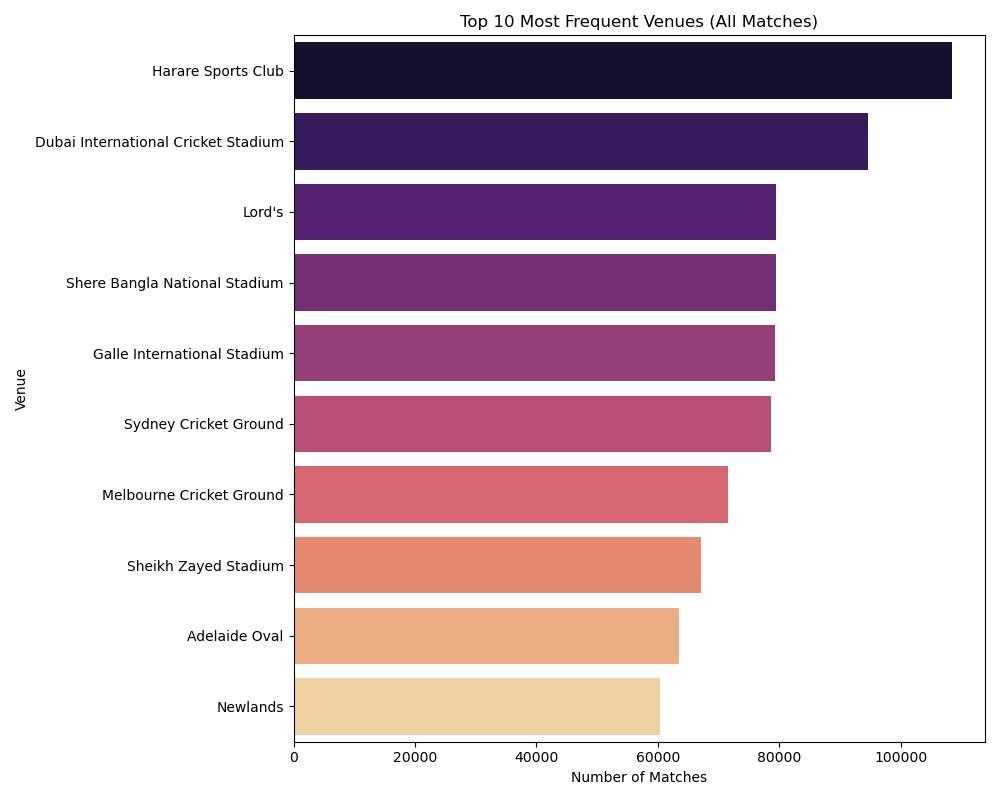 Top 10 Most Frequent Venues (All Matches)
Harare Sports Club
Dubai International Cricket Stadium
Lord's
Shere Bangla National Stadium
Galle International Stadium
Venue
Sydney Cricket Ground
Melbourne Cricket Ground
Sheikh Zayed Stadium
Adelaide Oval
Newlands
0 20000 40000 60000 80000 100000
Number of Matches